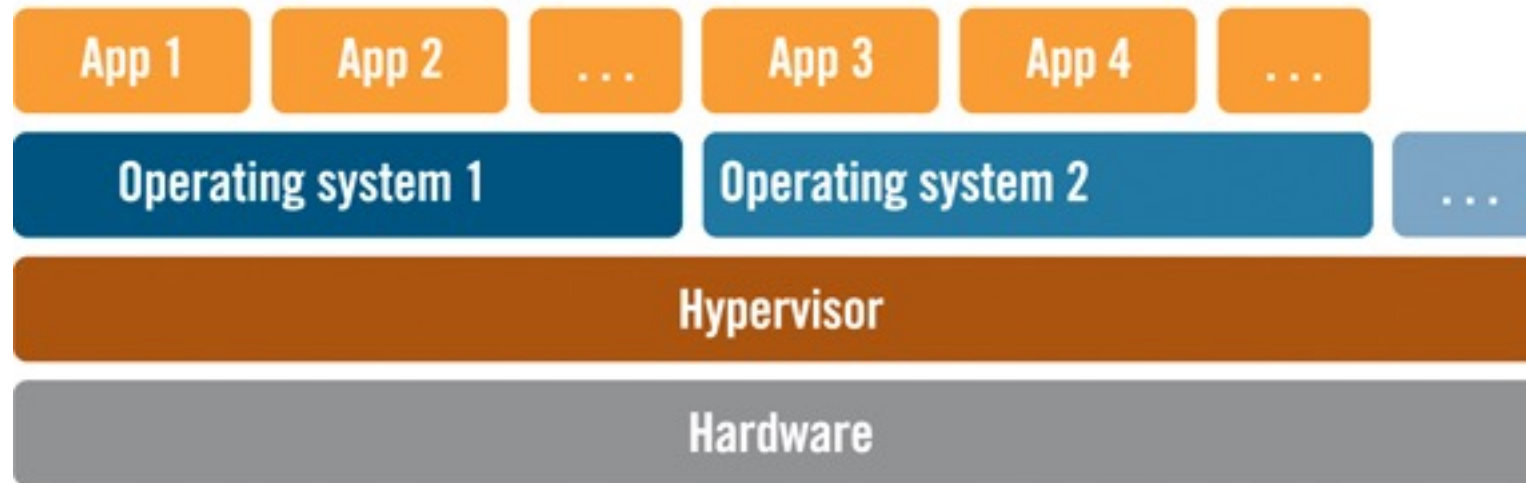 App 1 App 2 . . . App 3 App 4 . . .
Operating system 1 Operating system 2 . . .
Hypervisor
Hardware